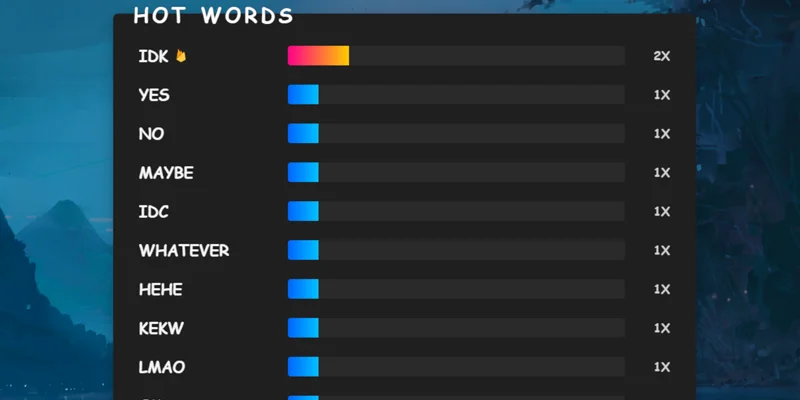 HOT WORDS
IDK 🔥 2X
YES 1X
NO 1X
MAYBE 1X
IDC 1X
WHATEVER 1X
HEHE 1X
KEKW 1X
LMAO 1X